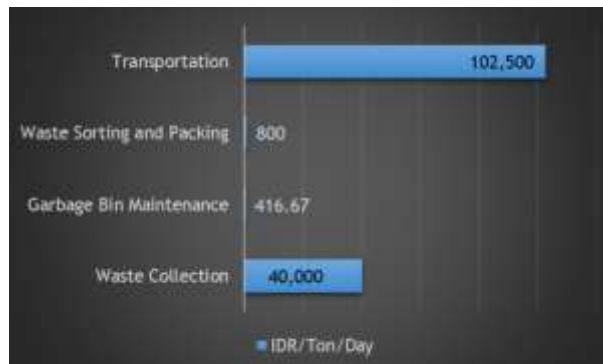 Transportation
102,500
Waste Sorting and Packing
800
Garbage Bin Maintenance
416.67
Waste Collection
40,000
IDR/Ton/Day